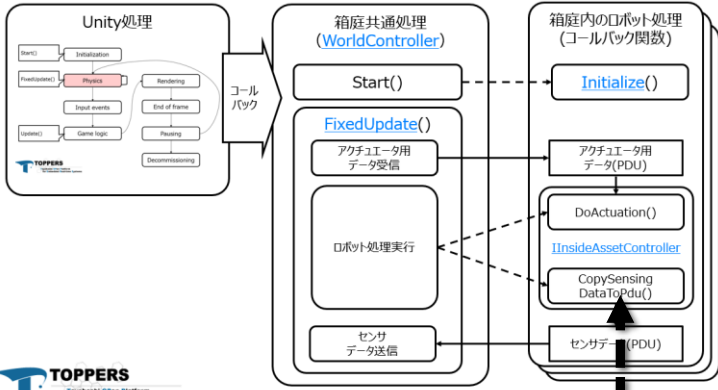 Unity処理
Start()
Initialization
FixedUpdate()
Physics
Rendering
Input events
End of frame
Update()
Game logic
Pausing
Decommissioning
TOPPERS
コール
バック
箱庭共通処理
(WorldController)
Start()
FixedUpdate()
アクチュエータ用
データ受信
ロボット処理実行
センサ
データ送信
箱庭内のロボット処理
(コールバック関数)
Initialize()
アクチュエータ用
データ(PDU)
DoActuation()
IInsideAssetController
CopySensing
DataToPdu()
センサデータ(PDU)
TOPPERS